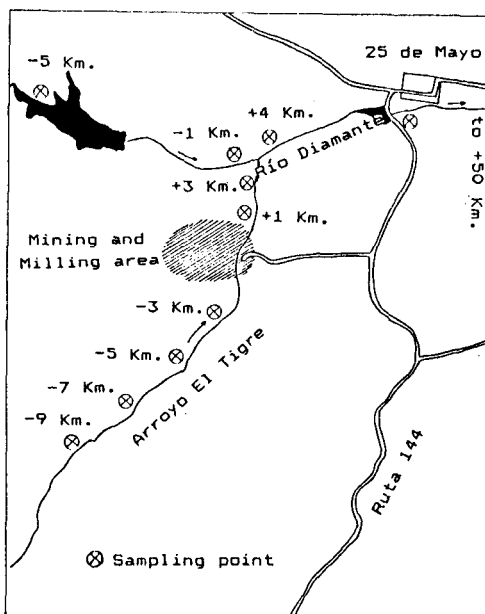 25 de Mayo
-5 Km.
+4 Km.
-1 Km.
Río Diamante
to +50 Km.
+3 Km.
+1 Km.
Mining and
Milling area
-3 Km.
-5 Km.
-7 Km.
-9 Km.
Arroyo El Tigre
Ruta 144
Sampling point